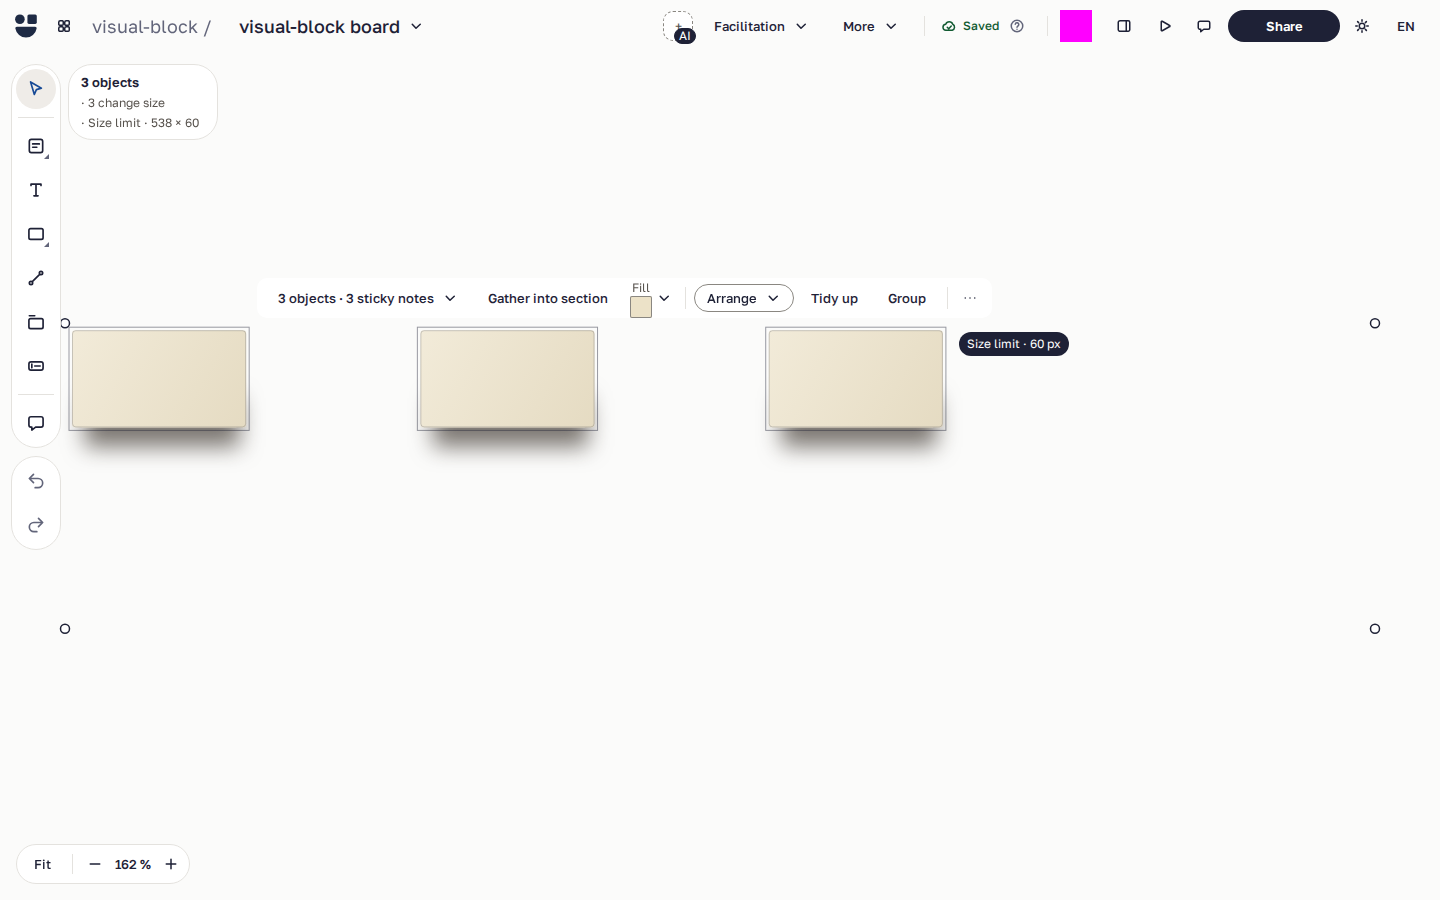 visual-block / visual-block board
AI
Facilitation
More
Saved
Share
EN
3 objects
· 3 change size
· Size limit · 538 × 60
3 objects · 3 sticky notes
Gather into section
Fill
Arrange
Tidy up
Group
Size limit · 60 px
Fit
162 %